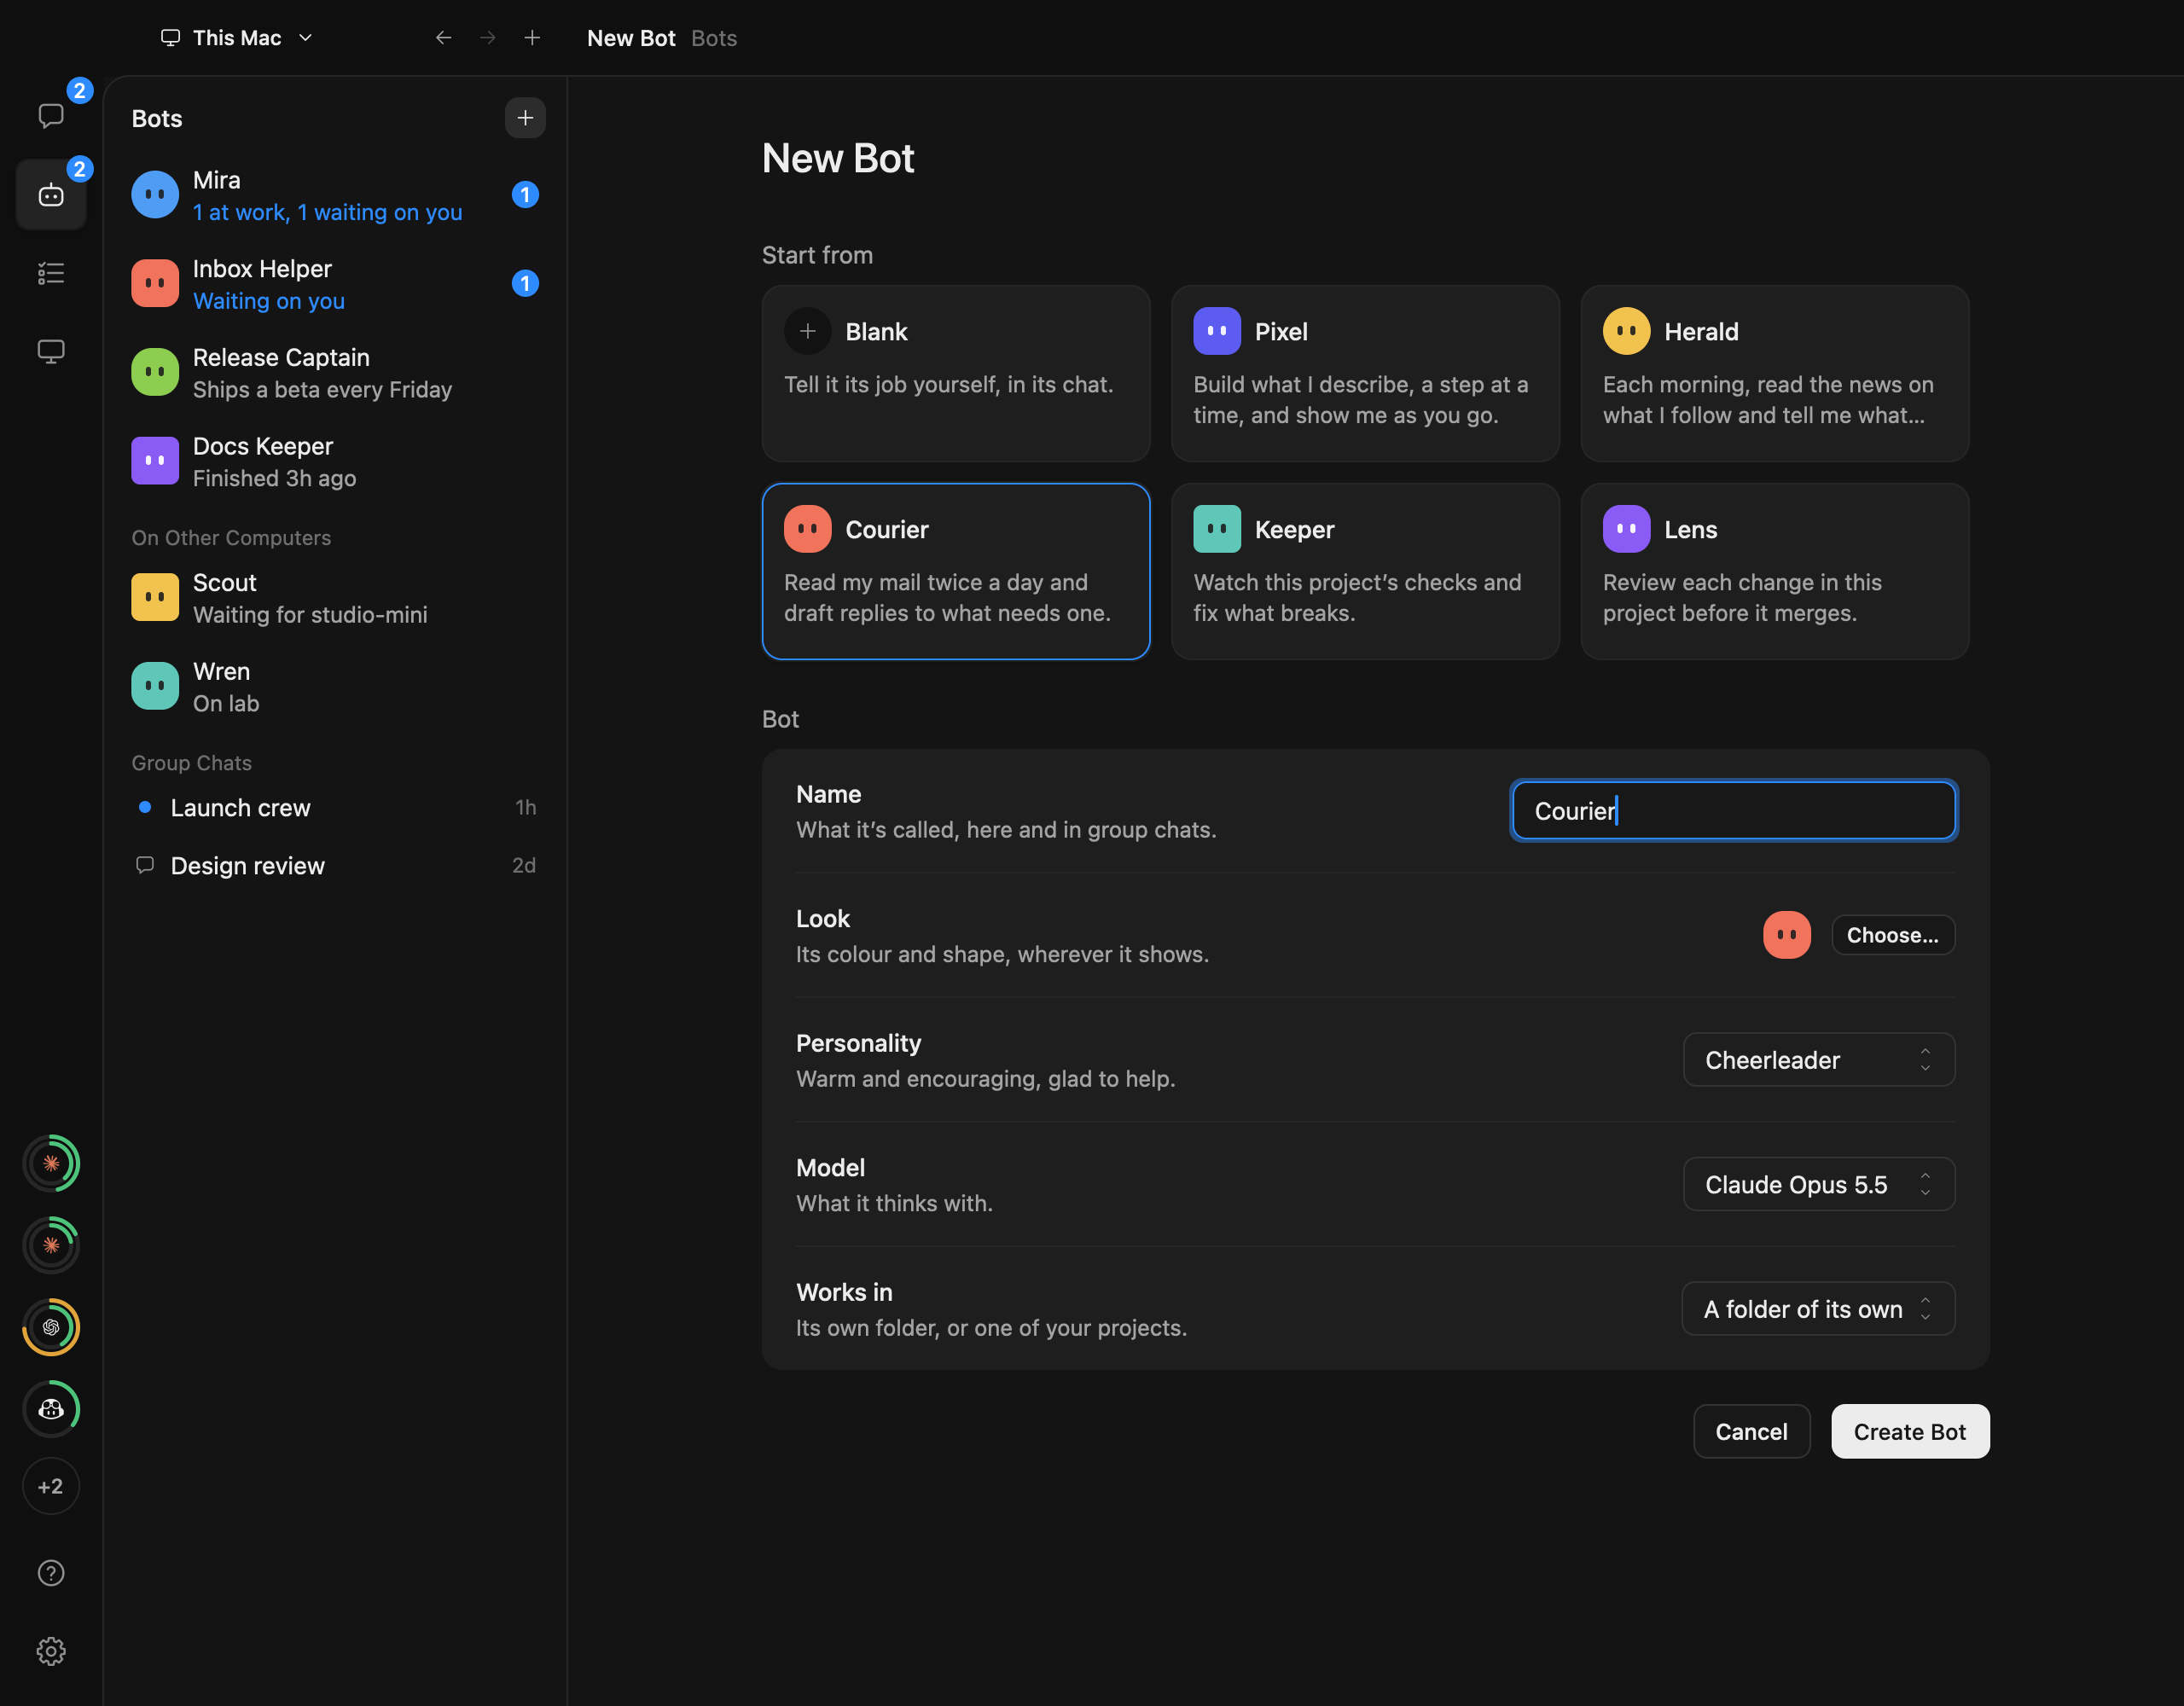 This Mac
New Bot Bots
2
2
Bots
Mira
1 at work, 1 waiting on you
1
Inbox Helper
Waiting on you
1
Release Captain
Ships a beta every Friday
Docs Keeper
Finished 3h ago
On Other Computers
Scout
Waiting for studio-mini
Wren
On lab
Group Chats
Launch crew 1h
Design review 2d
+2
New Bot
Start from
Blank
Tell it its job yourself, in its chat.
Pixel
Build what I describe, a step at a
time, and show me as you go.
Herald
Each morning, read the news on
what I follow and tell me what...
Courier
Read my mail twice a day and
draft replies to what needs one.
Keeper
Watch this project’s checks and
fix what breaks.
Lens
Review each change in this
project before it merges.
Bot
Name
What it’s called, here and in group chats.
Courier
Look
Its colour and shape, wherever it shows.
Choose...
Personality
Warm and encouraging, glad to help.
Cheerleader
Model
What it thinks with.
Claude Opus 5.5
Works in
Its own folder, or one of your projects.
A folder of its own
Cancel
Create Bot